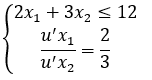 2x₁ + 3x₂ ≤ 12
u'x₁/u'x₂ = 2/3